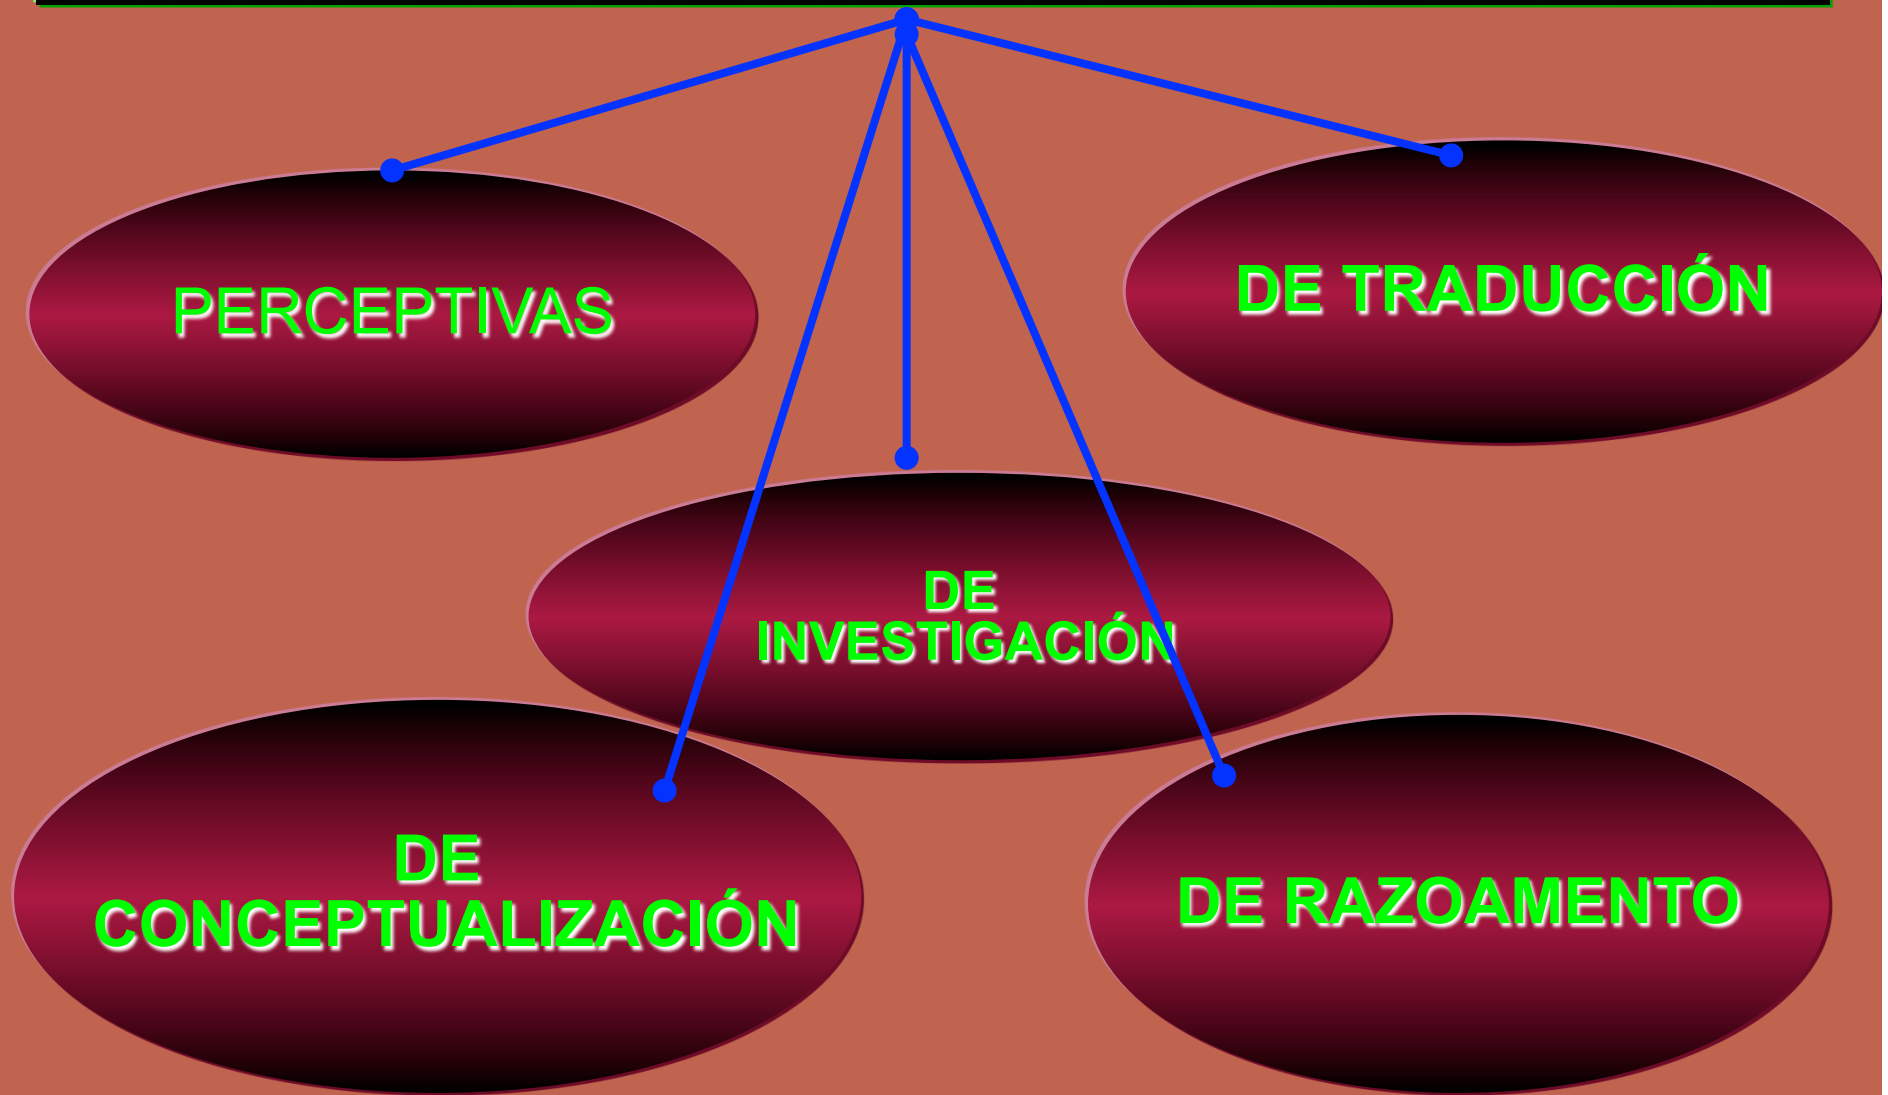 PERCEPTIVAS
DE TRADUCCIÓN
DE
INVESTIGACIÓN
DE
CONCEPTUALIZACIÓN
DE RAZOAMENTO